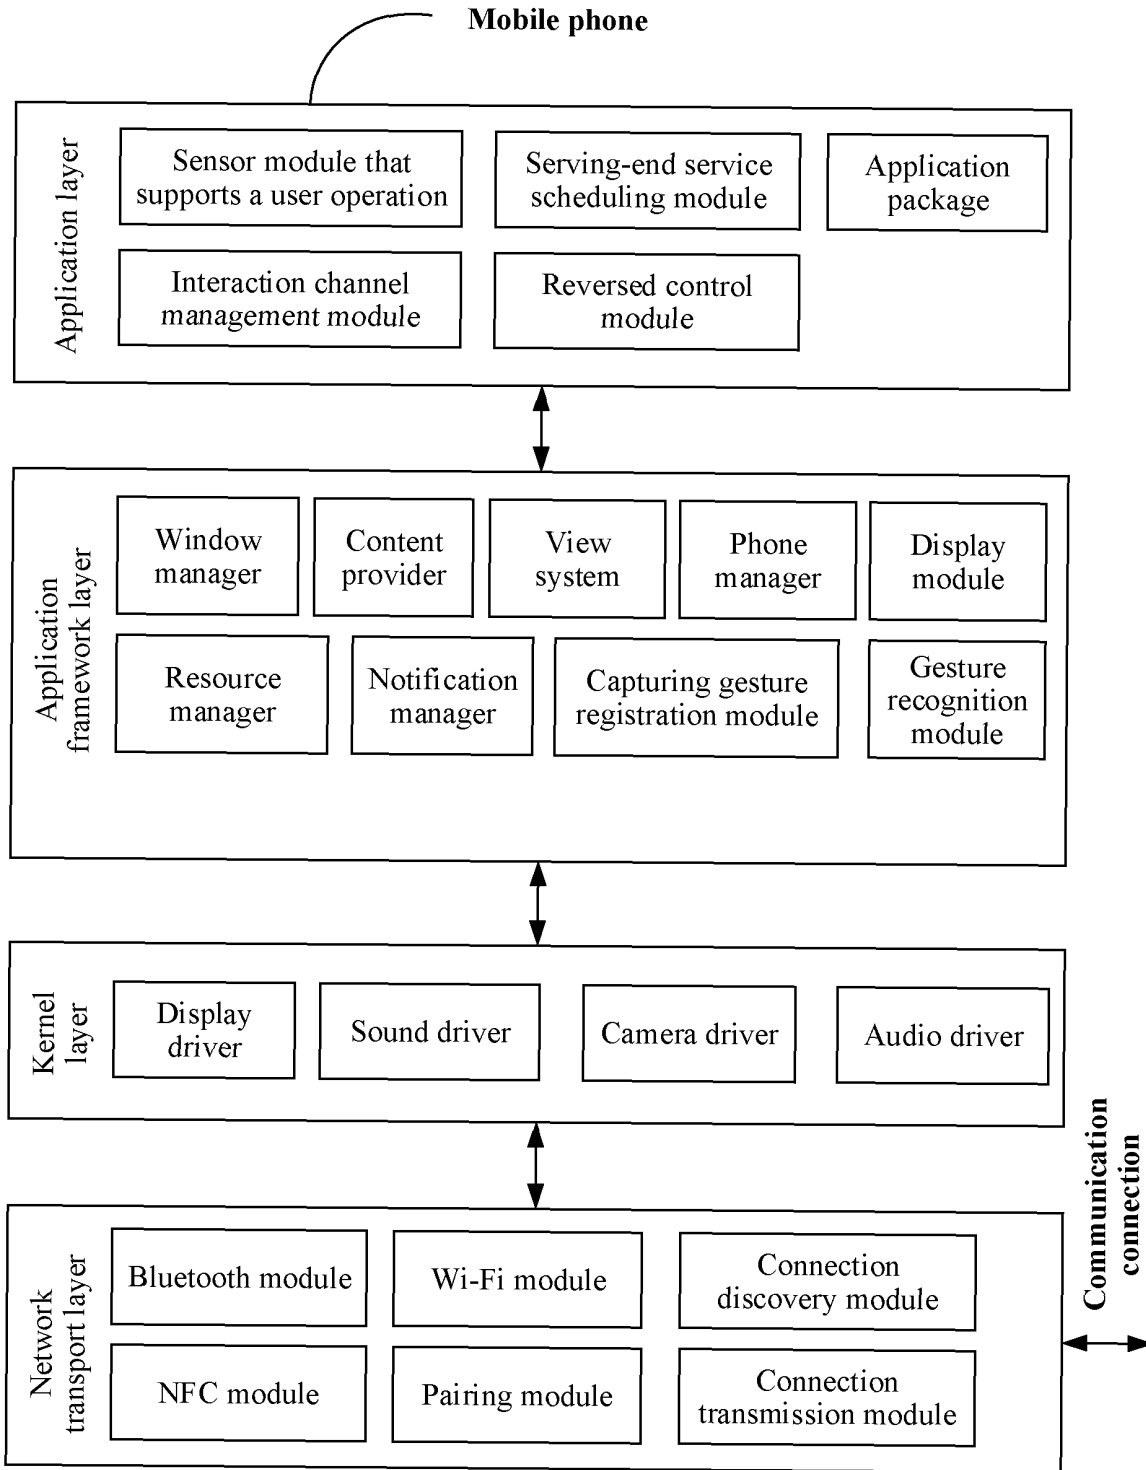 Mobile phone
Application layer
Sensor module that
supports a user operation
Serving-end service
scheduling module
Application
package
Interaction channel
management module
Reversed control
module
Application
framework layer
Window
manager
Content
provider
View
system
Phone
manager
Display
module
Resource
manager
Notification
manager
Capturing gesture
registration module
Gesture
recognition
module
Kernel
layer
Display
driver
Sound driver
Camera driver
Audio driver
Communication
connection
Network
transport layer
Bluetooth module
Wi-Fi module
Connection
discovery module
NFC module
Pairing module
Connection
transmission module